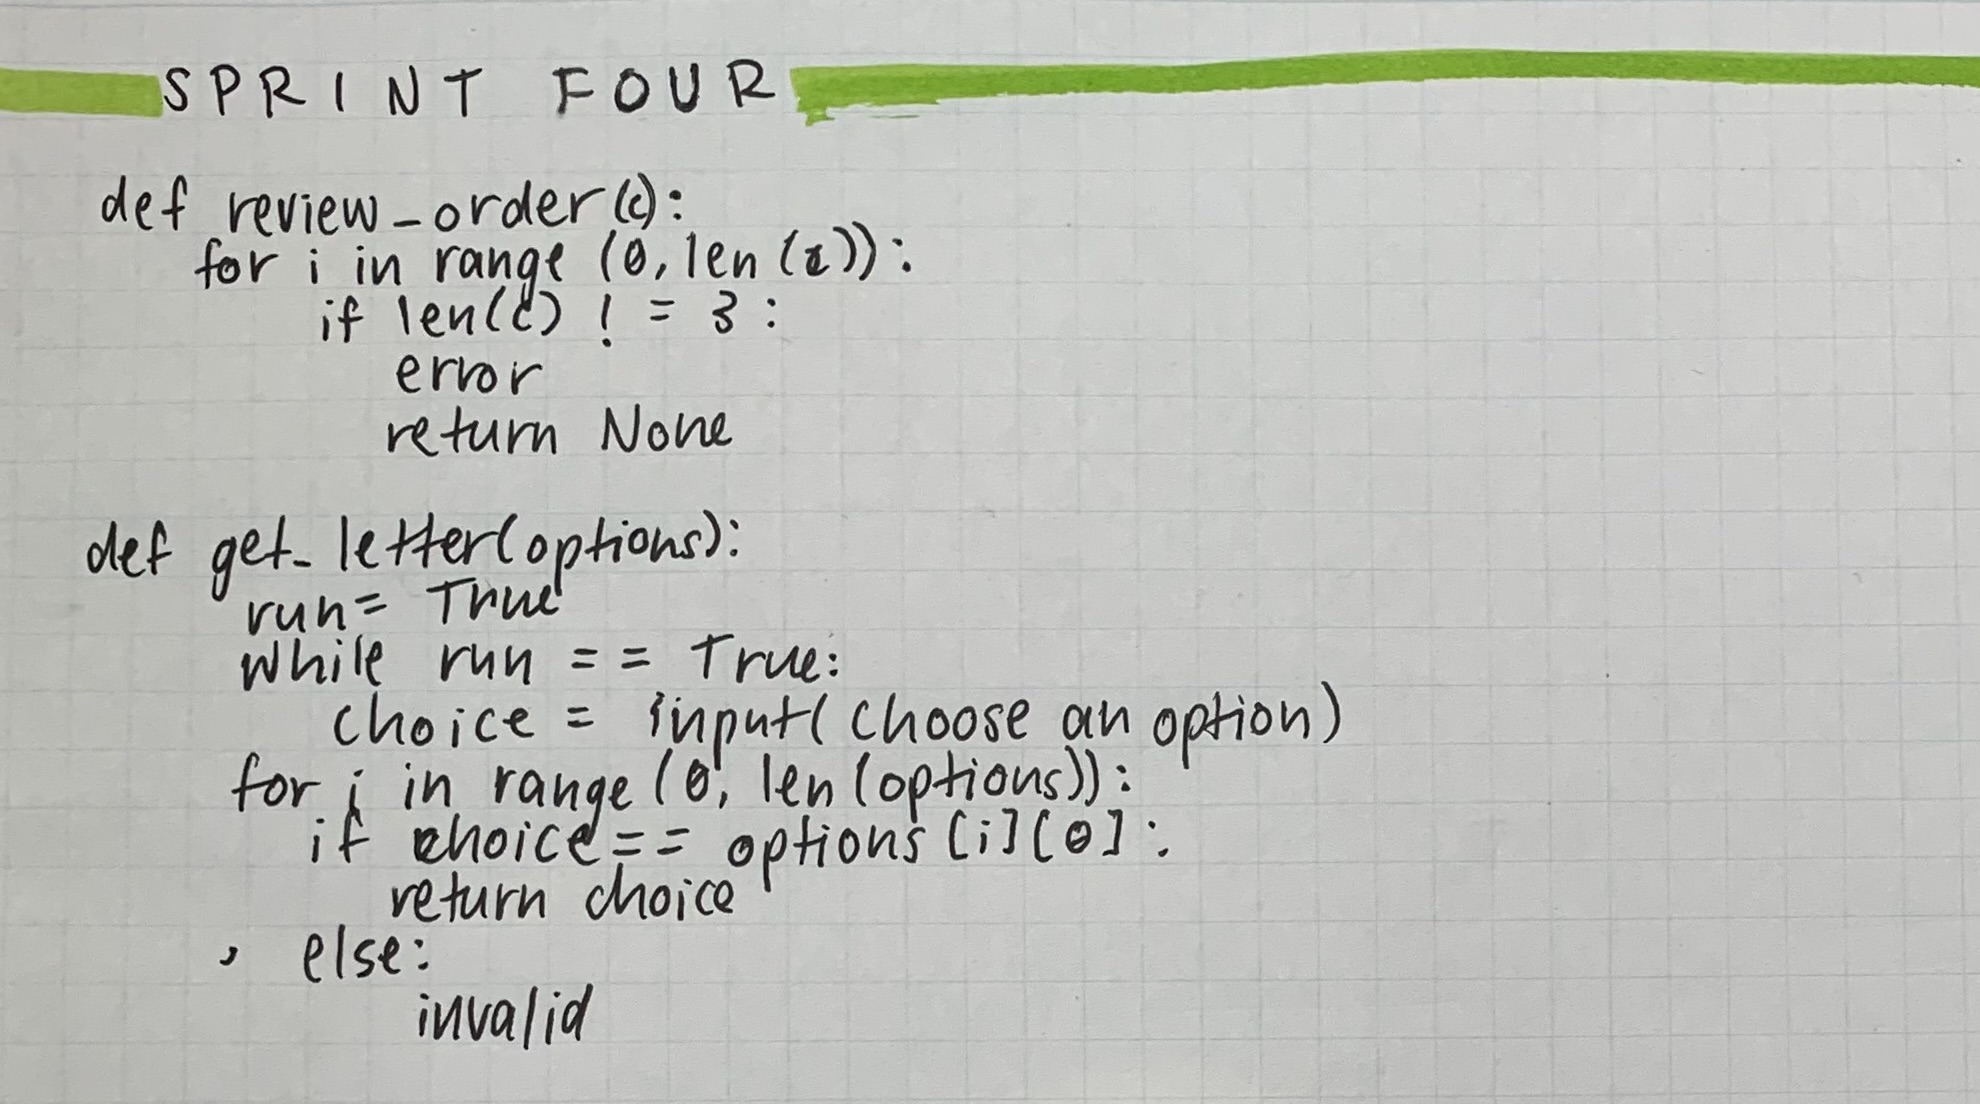 SPRINT FOUR
def review_order(c):
for i in range (0, len (c)):
if len(c) != 3:
error
return None
def get_letter(options):
run = True
while run == True:
choice = input( choose an option)
for i in range (0, len (options)):
if choice == options [i][0]:
return choice
else:
invalid